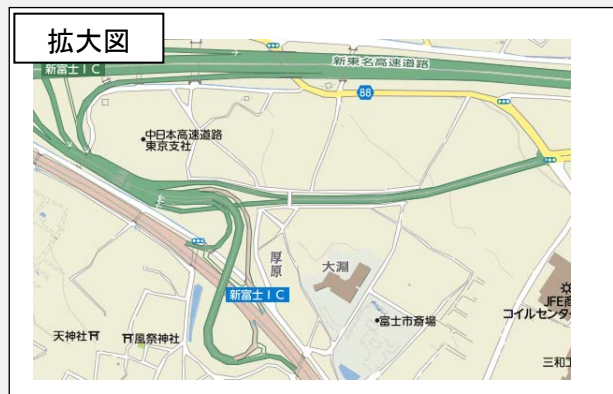 拡大図
新東名高速道路
新富士IC
88
中日本高速道路
東京支社
厚原
大淵
新富士IC
JFE商
コイルセンタ
富士市斎場
天神社
風祭神社
三和工